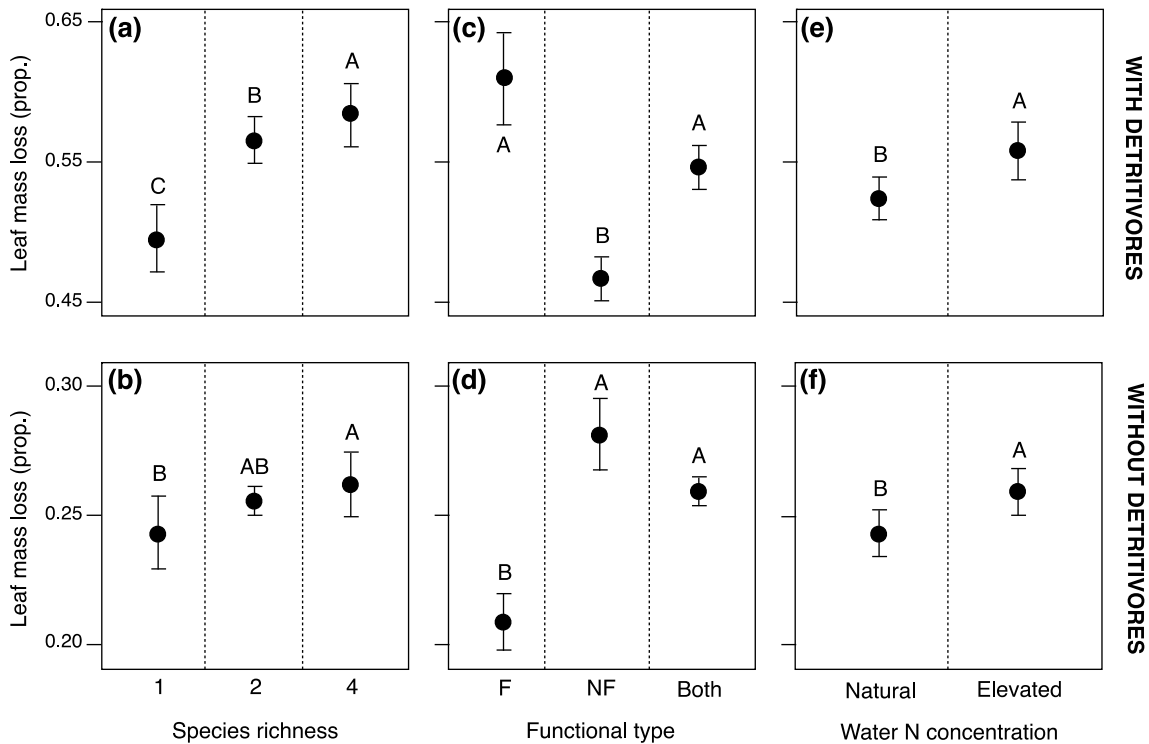 (a)
(c)
(e)
0.65
0.55
0.45
Leaf mass loss (prop.)
C
B
A
A
B
A
B
A
WITH DETRITIVORES
(b)
(d)
(f)
0.30
0.25
0.20
Leaf mass loss (prop.)
B
AB
A
B
A
A
B
A
WITHOUT DETRITIVORES
1 2 4
F NF Both
Natural Elevated
Species richness
Functional type
Water N concentration